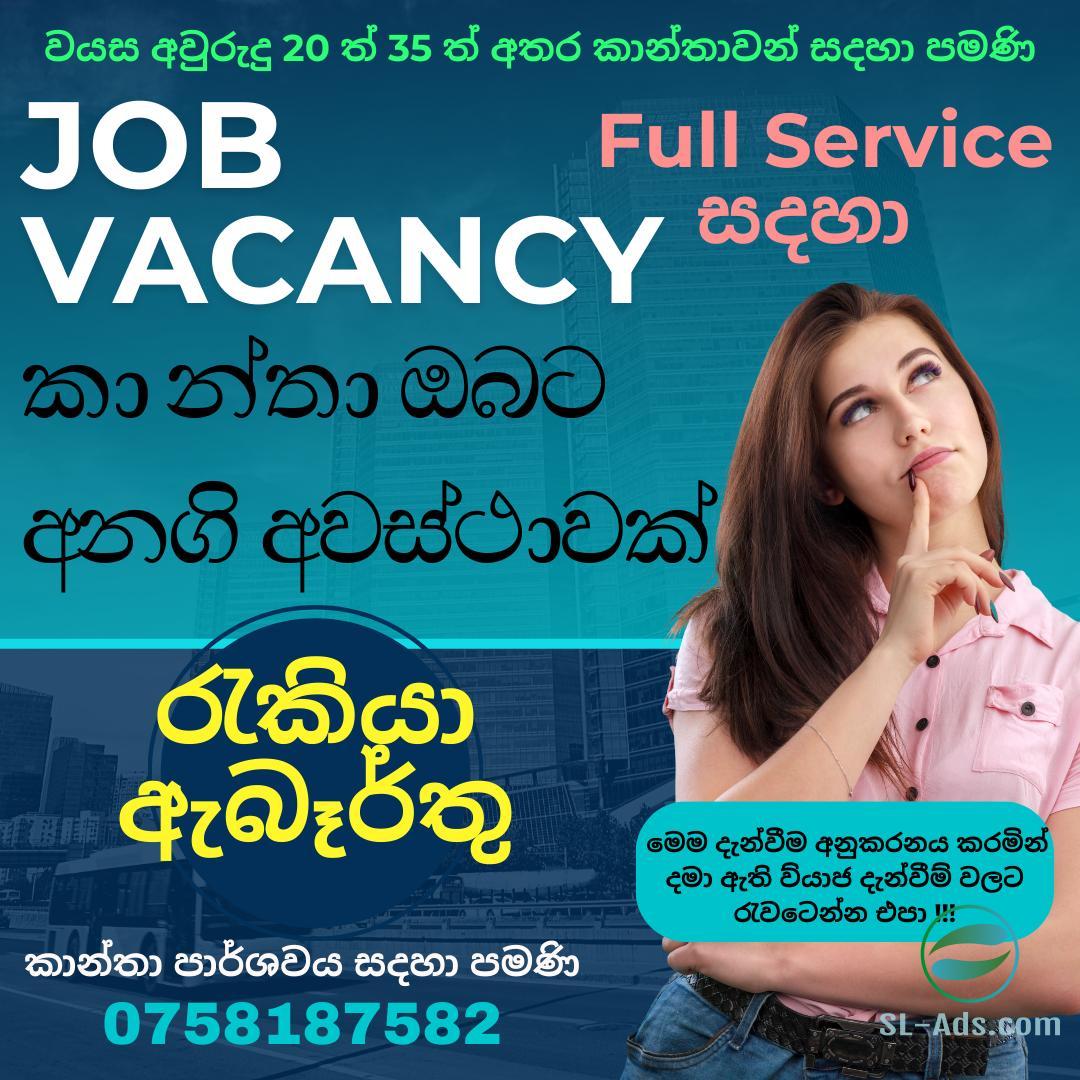 වයස අවුරුදු 20 ත් 35 ත් අතර කාන්තාවන් සදහා පමණි
JOB
VACANCY
Full Service
සදහා
කා න්තා ඔබට
අනගි අවස්ථාවක්
රැකියා
ඇබෑර්තු
මෙම දැන්වීම අනුකරනය කරමින්
දමා ඇති ව්යාජ දැන්වීම් වලට
රැවටෙන්න එපා !!!
කාන්තා පාර්ශවය සදහා පමණි
0758187582
SL-Ads.com